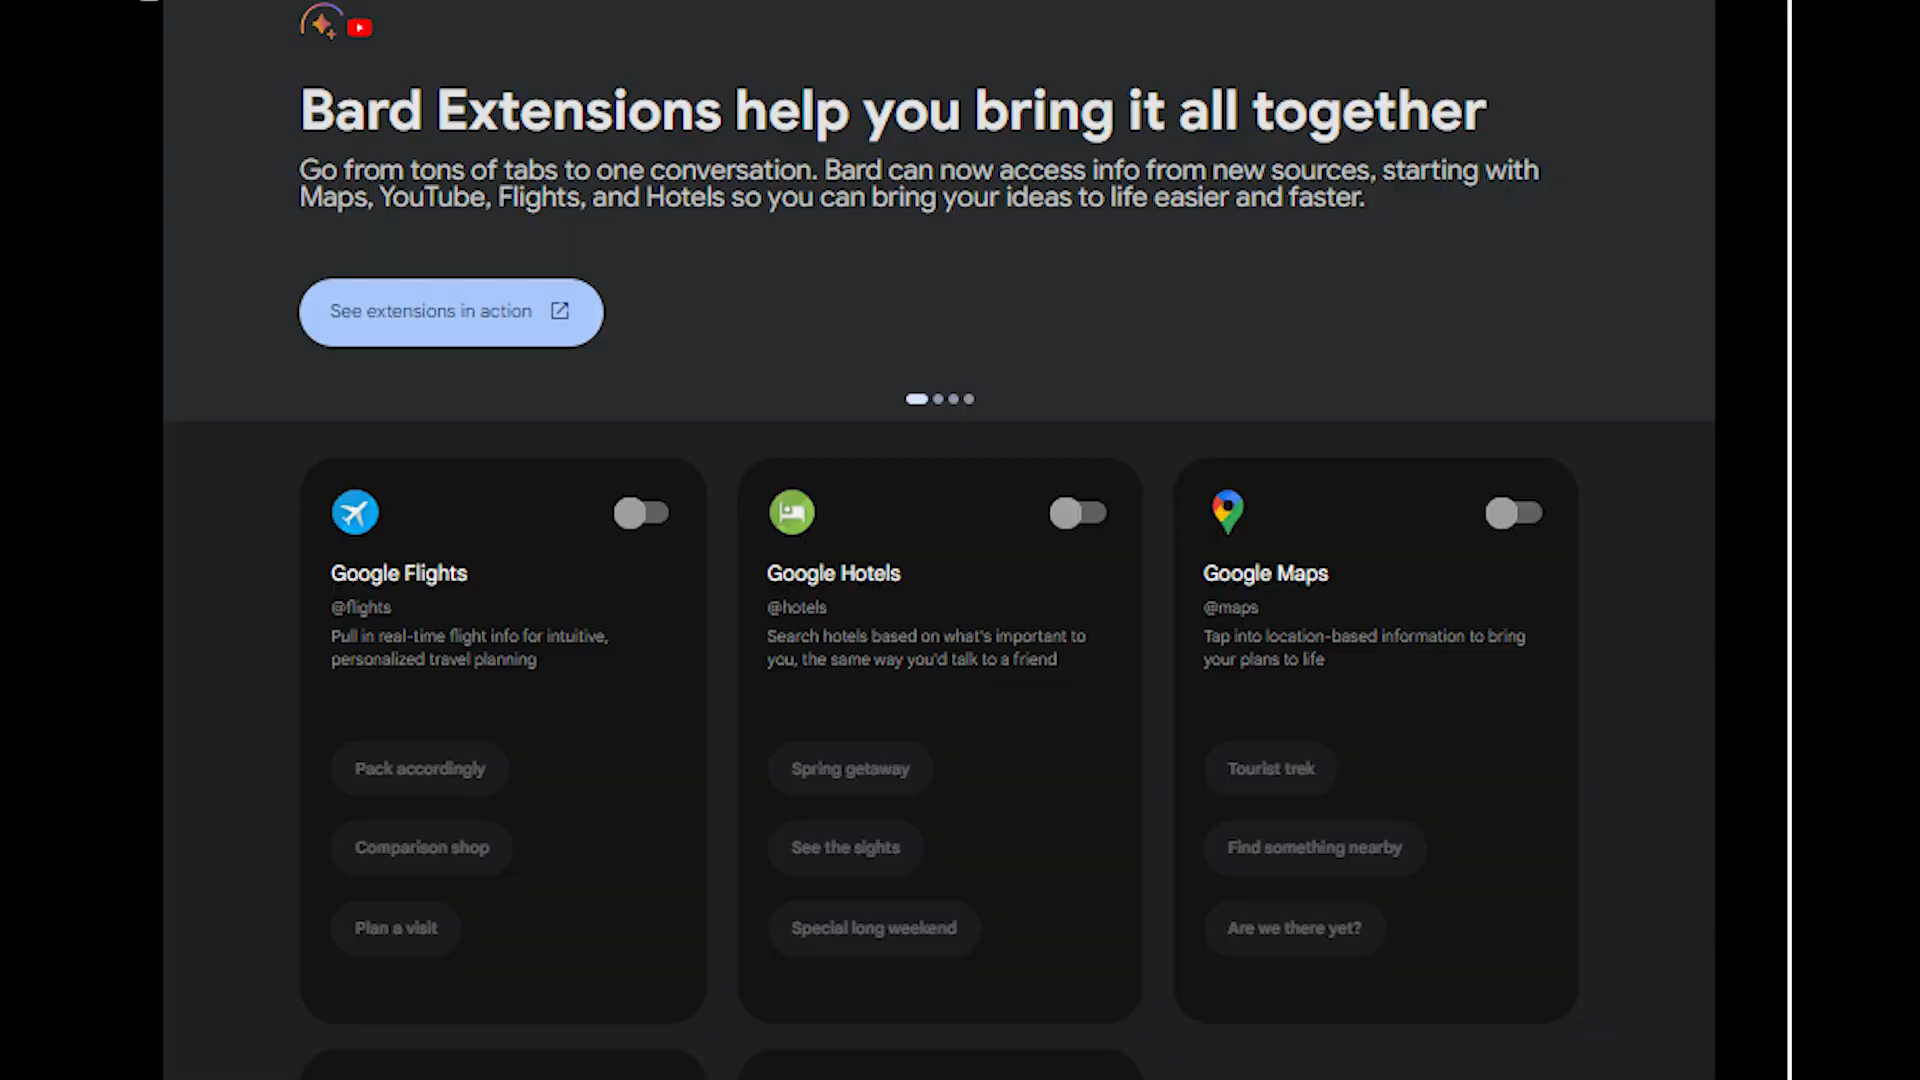 Bard Extensions help you bring it all together
Go from tons of tabs to one conversation. Bard can now access info from new sources, starting with
Maps, YouTube, Flights, and Hotels so you can bring your ideas to life easier and faster.
See extensions in action
Google Flights
@flights
Pull in real-time flight info for intuitive,
personalized travel planning
Pack accordingly
Comparison shop
Plan a visit
Google Hotels
@hotels
Search hotels based on what's important to
you, the same way you'd talk to a friend
Spring getaway
See the sights
Special long weekend
Google Maps
@maps
Tap into location-based information to bring
your plans to life
Tourist trek
Find something nearby
Are we there yet?